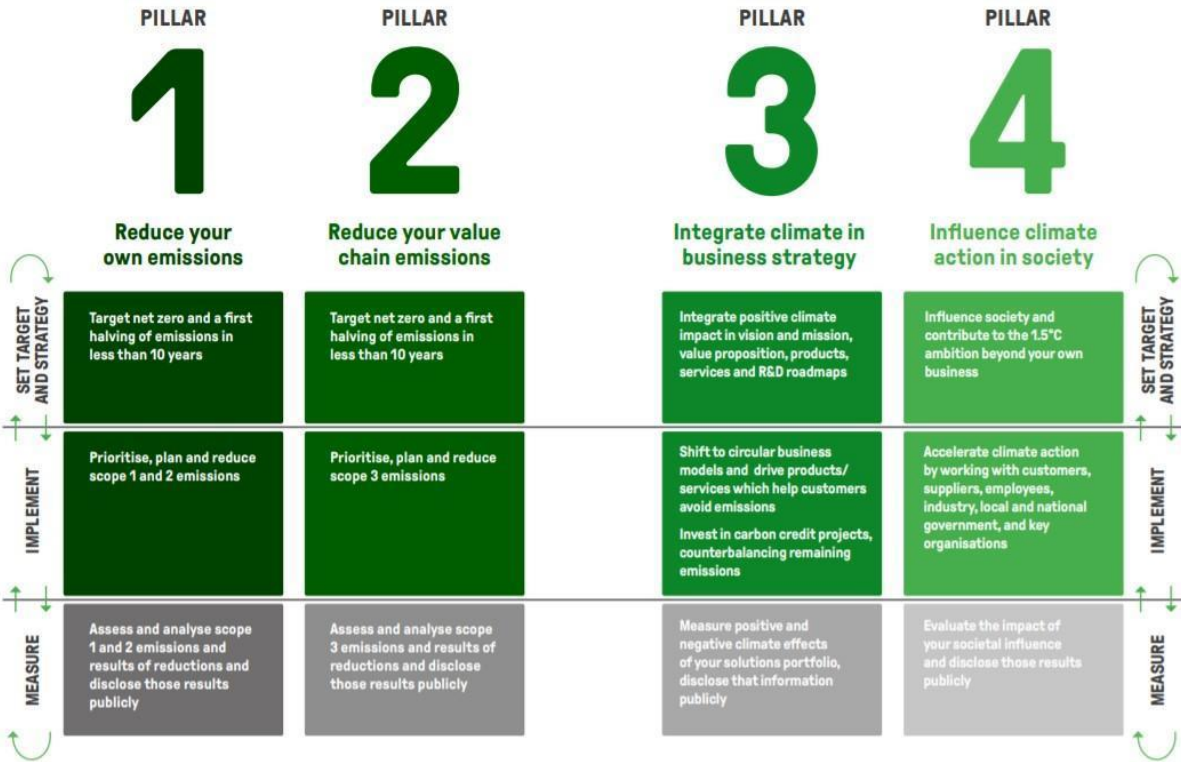 PILLAR
1
Reduce your
own emissions
PILLAR
2
Reduce your value
chain emissions
PILLAR
3
Integrate climate in
business strategy
PILLAR
4
Influence climate
action in society
SET TARGET
AND STRATEGY
Target net zero and a first
halving of emissions in
less than 10 years
Target net zero and a first
halving of emissions in
less than 10 years
Integrate positive climate
impact in vision and mission,
value proposition, products,
services and R&D roadmaps
Influence society and
contribute to the 1.5°C
ambition beyond your own
business
SET TARGET
AND STRATEGY
IMPLEMENT
Prioritise, plan and reduce
scope 1 and 2 emissions
Prioritise, plan and reduce
scope 3 emissions
Shift to circular business
models and drive products/
services which help customers
avoid emissions
Invest in carbon credit projects,
counterbalancing remaining
emissions
Accelerate climate action
by working with customers,
suppliers, employees,
industry, local and national
government, and key
organisations
IMPLEMENT
MEASURE
Assess and analyse scope
1 and 2 emissions and
results of reductions and
disclose those results
publicly
Assess and analyse scope
3 emissions and results of
reductions and disclose
those results publicly
Measure positive and
negative climate effects
of your solutions portfolio,
disclose that information
publicly
Evaluate the impact of
your societal influence
and disclose those results
publicly
MEASURE